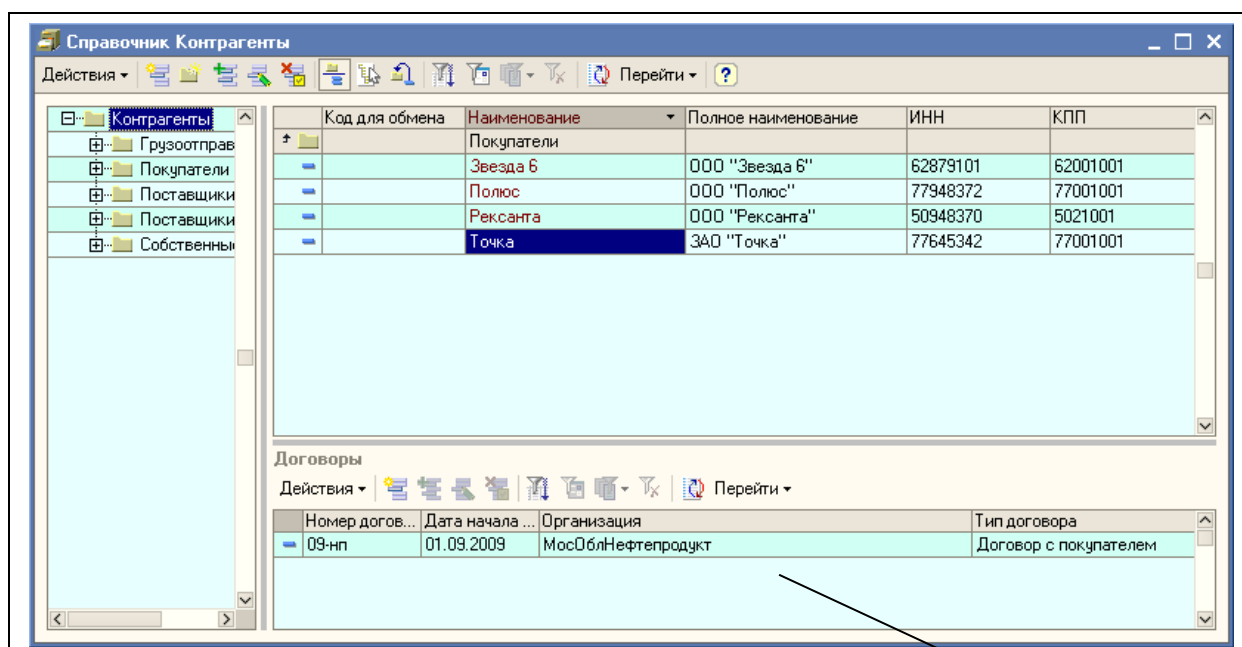 Справочник Контрагенты
Действия Перейти ?
Контрагенты
Грузоотправ
Покупатели
Поставщики
Поставщики
Собственны
Код для обмена Наименование Полное наименование ИНН КПП
Покупатели
Звезда 6 ООО "Звезда 6" 62879101 62001001
Полюс ООО "Полюс" 77948372 77001001
Рексанта ООО "Рексанта" 50948370 5021001
Точка ЗАО "Точка" 77645342 77001001
Договоры
Действия Перейти
Номер догов... Дата начала ... Организация Тип договора
09-нп 01.09.2009 МосОблНефтепродукт Договор с покупателем